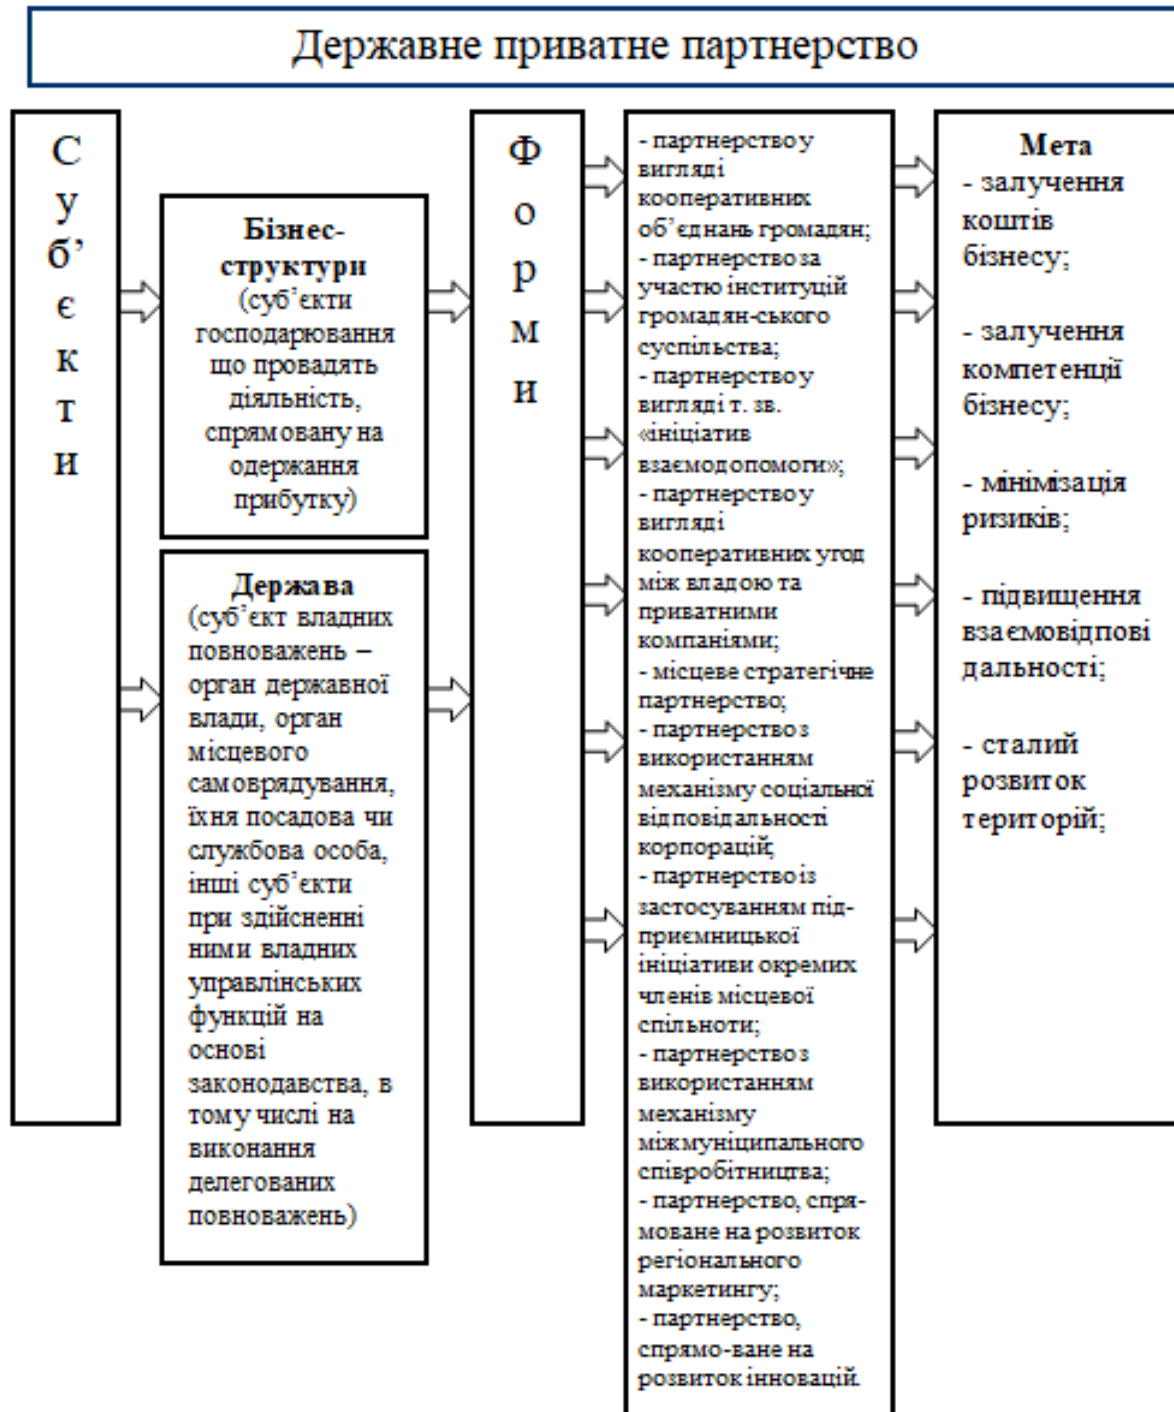 Державне приватне партнерство
С
у
б’
є
к
т
и
Бізнес-
структури
(суб’єкти
господарювання
що провадять
діяльність,
спрямовану на
одержання
прибутку)
Держава
(суб’єкт владних
повноважень –
орган державної
влади, орган
місцевого
самоврядування,
їхня посадова чи
службова особа,
інші суб’єкти
при здійсненні
ними владних
управлінських
функцій на
основі
законодавства, в
тому числі на
виконання
делегованих
повноважень)
Ф
о
р
м
и
- партнерство у
вигляді
кооперативних
об’єднань громадян;
- партнерство за
участю інституцій
громадян-ського
суспільства;
- партнерство у
вигляді т. зв.
«ініціатив
взаємодопомоги»;
- партнерство у
вигляді
кооперативних угод
між владою та
приватними
компаніями;
- місцеве стратегічне
партнерство;
- партнерство з
використанням
механізму соціальної
відповідальності
корпорацій;
- партнерство із
застосуванням під-
приємницької
ініціативи окремих
членів місцевої
спільноти;
- партнерство з
використанням
механізму
міжмуніципального
співробітництва;
- партнерство, спря-
моване на розвиток
регіонального
маркетингу;
- партнерство,
спрямо-ване на
розвиток інновацій.
Мета
- залучення
коштів
бізнесу;
- залучення
компетенції
бізнесу;
- мінімізація
ризиків;
- підвищення
взаємовідпові
дальності;
- сталий
розвиток
територій;